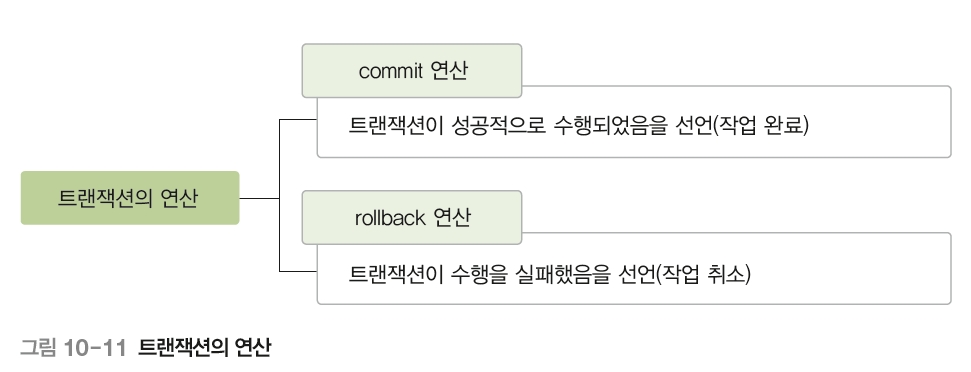 commit 연산
트랜잭션이 성공적으로 수행되었음을 선언(작업 완료)
트랜잭션의 연산
rollback 연산
트랜잭션이 수행을 실패했음을 선언(작업 취소)
그림 10-11 트랜잭션의 연산